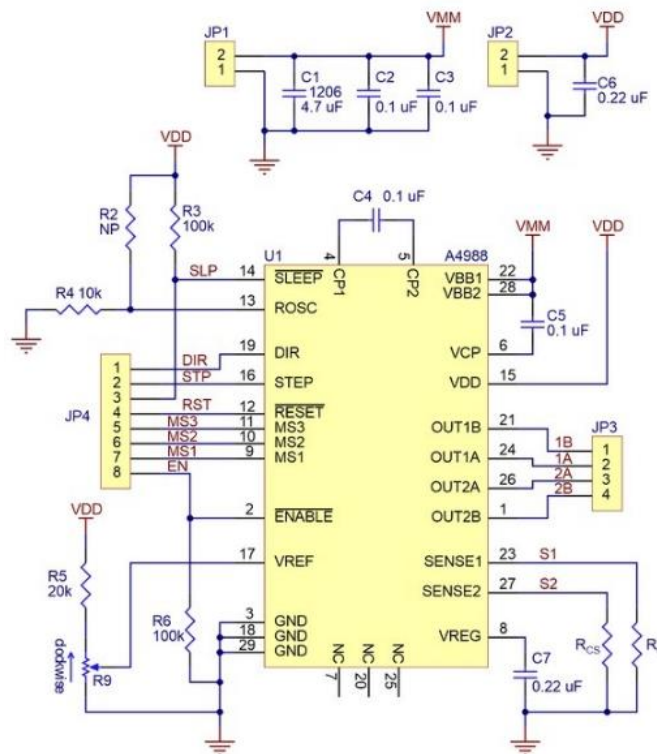 JP1
2
1
VMM
C1
1206
4.7 uF
C2
0.1 uF
C3
0.1 uF
JP2
2
1
VDD
C6
0.22 uF
VDD
R2
NP
R3
100k
R4 10k
C4 0.1 uF
VMM
VDD
C5
0.1 uF
U1
A4988
4
CP1
5
CP2
SLP 14 SLEEP
13 ROSC
DIR 19 DIR
STP 16 STEP
RST 12 RESET
MS3 11 MS3
MS2 10 MS2
MS1 9 MS1
EN
2 ENABLE
17 VREF
3 GND
18 GND
29 GND
JP4
1
2
3
4
5
6
7
8
VBB1 22
VBB2 28
VCP 6
VDD 15
OUT1B 21 1B
OUT1A 24 1A
OUT2A 26 2A
OUT2B 1 2B
JP3
1
2
3
4
SENSE1 23 S1
SENSE2 27 S2
VREG 8
NC
7
NC
20
NC
25
VDD
R5
20k
clockwise
R9
R6
100k
C7
0.22 uF
RCS